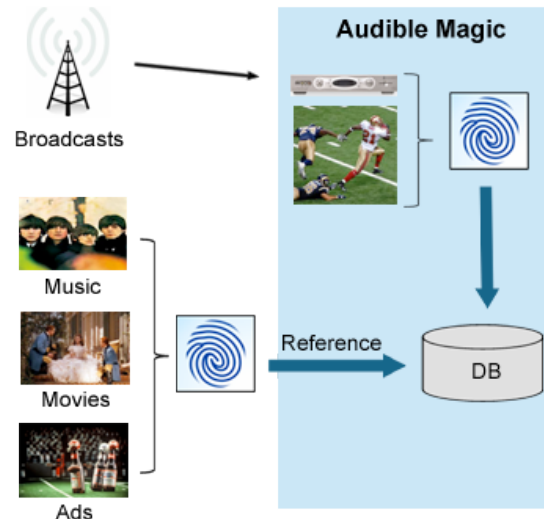 Audible Magic
Broadcasts
Music
Movies
Reference
DB
Ads